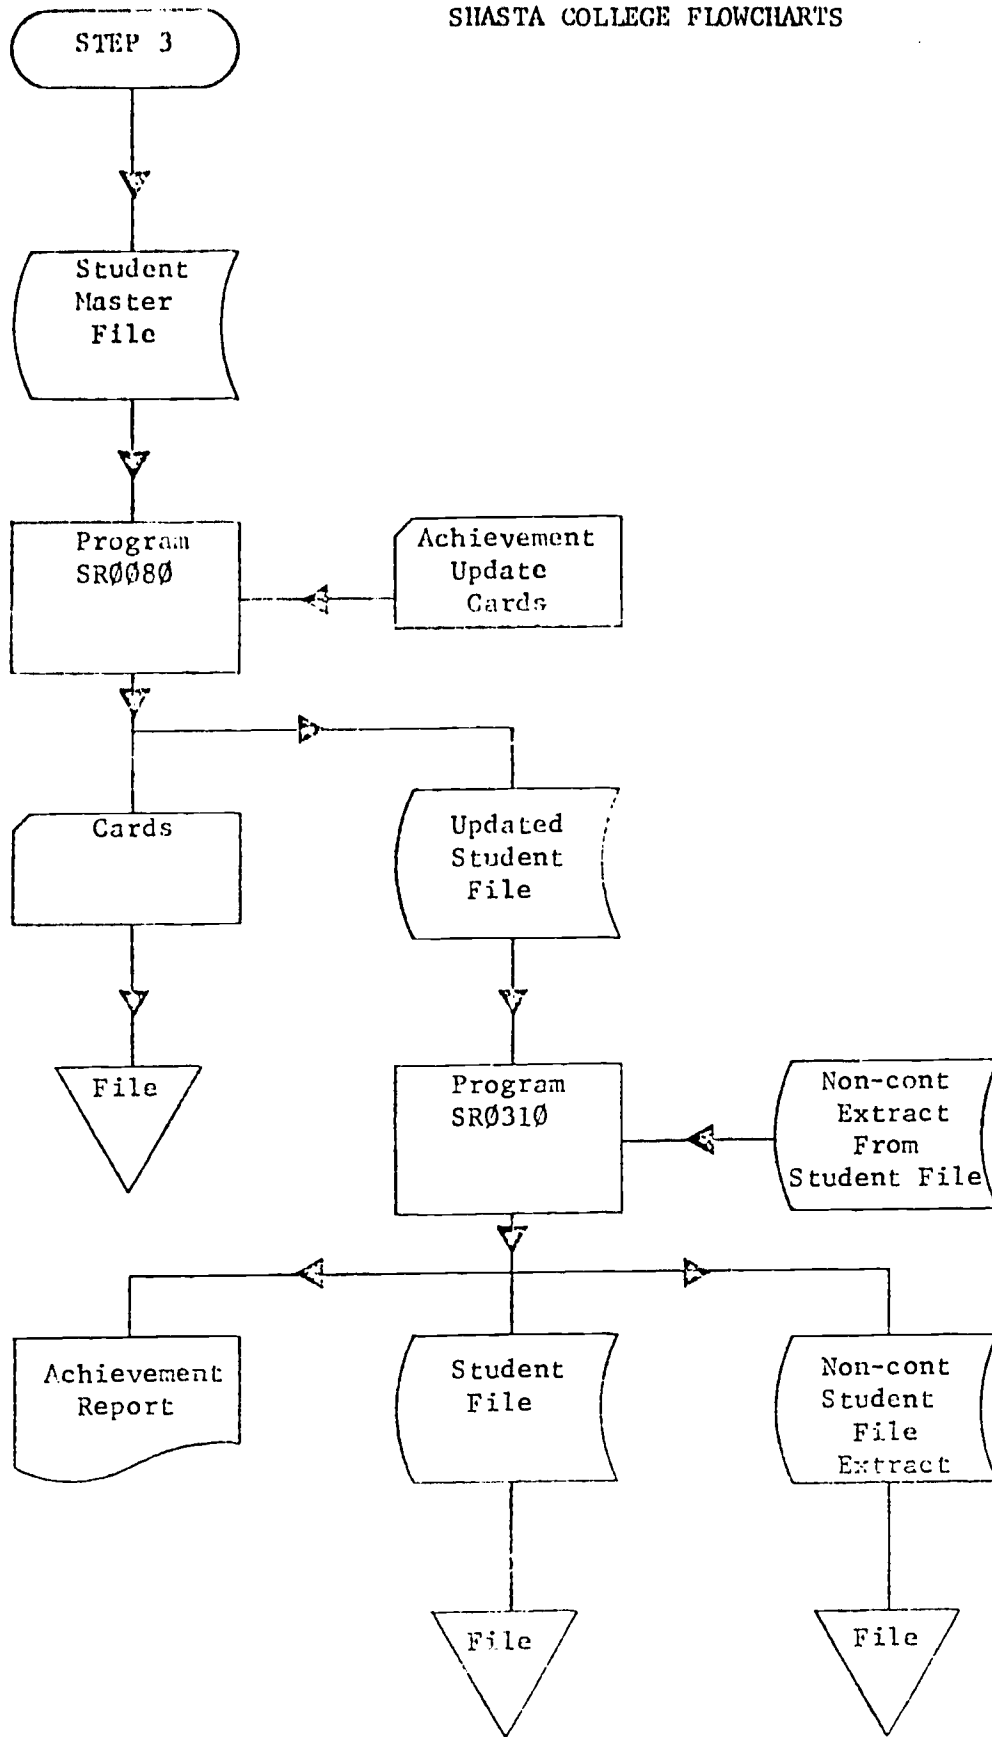 SHASTA COLLEGE FLOWCHARTS
STEP 3
Student
Master
File
Program
SRØØ8Ø
Achievement
Update
Cards
Cards
Updated
Student
File
File
Program
SRØ31Ø
Non-cont
Extract
From
Student File
Achievement
Report
Student
File
Non-cont
Student
File
Extract
File
File